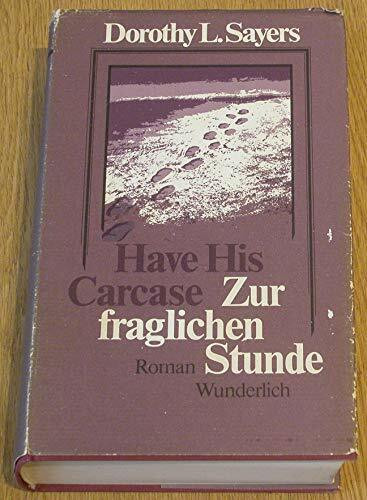 Dorothy L. Sayers
Have His
Carcase Zur
fraglichen
Roman Stunde
Wunderlich